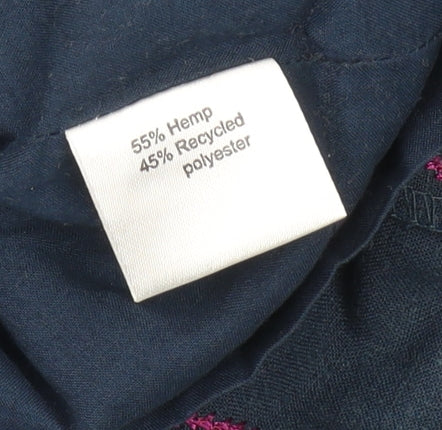 55% Hemp
45% Recycled
polyester